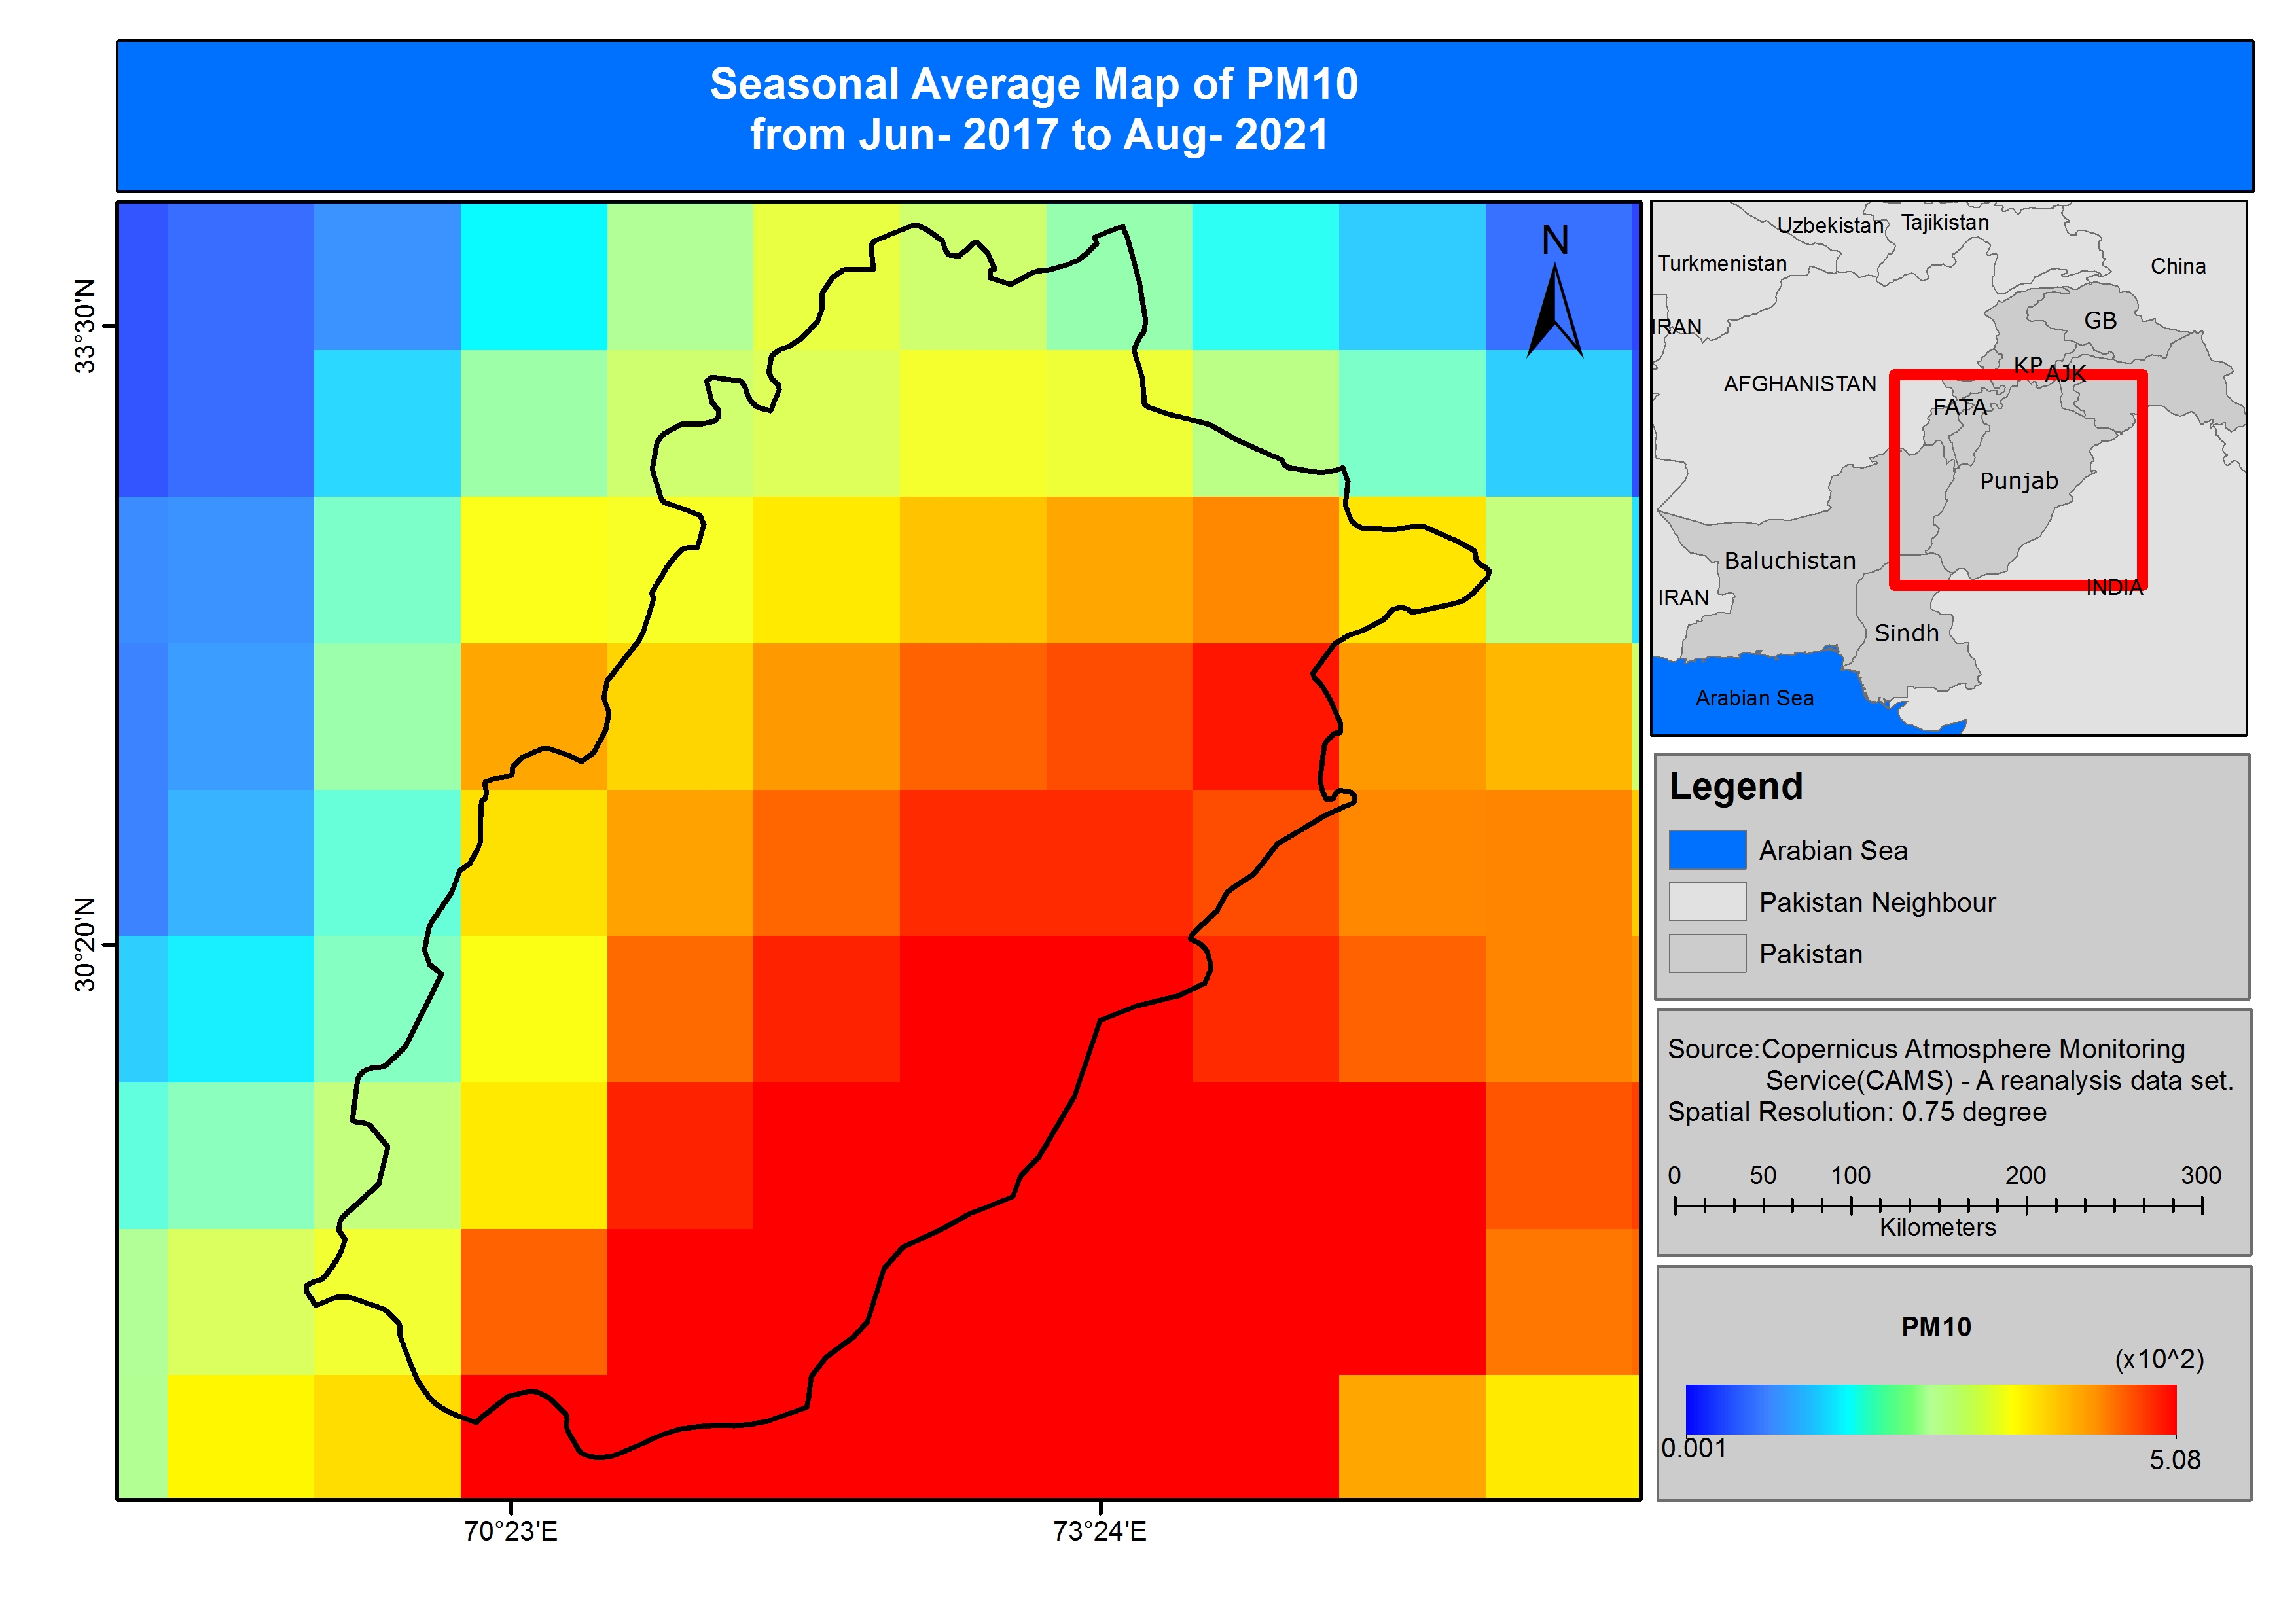 Seasonal Average Map of PM10
from Jun- 2017 to Aug- 2021
N
33°30'N
30°20'N
70°23'E
73°24'E
Uzbekistan
Tajikistan
Turkmenistan
China
IRAN
GB
KP
AJK
AFGHANISTAN
FATA
Punjab
Baluchistan
INDIA
IRAN
Sindh
Arabian Sea
Legend
Arabian Sea
Pakistan Neighbour
Pakistan
Source:Copernicus Atmosphere Monitoring
Service(CAMS) - A reanalysis data set.
Spatial Resolution: 0.75 degree
0 50 100 200 300
Kilometers
PM10
(x10^2)
0.001
5.08